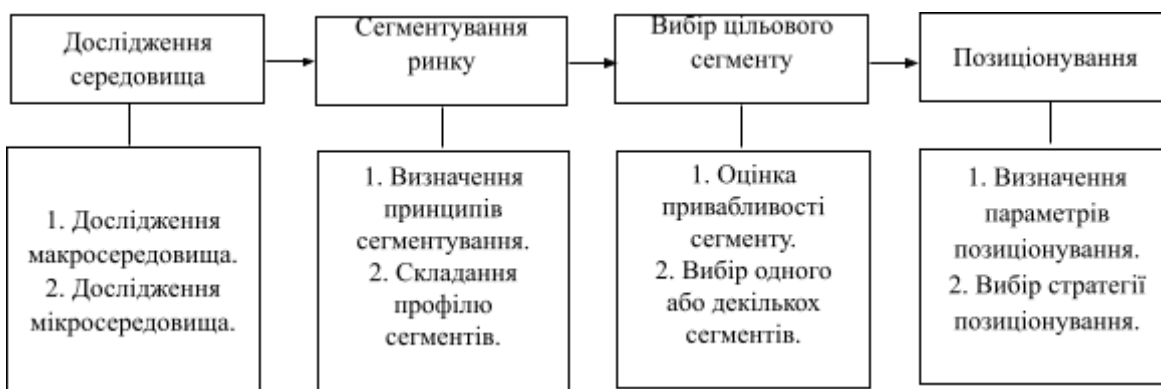 Дослідження
середовища
Сегментування
ринку
Вибір цільового
сегменту
Позиціонування
1. Дослідження
макросередовища.
2. Дослідження
мікросередовища.
1. Визначення
принципів
сегментування.
2. Складання
профілю
сегментів.
1. Оцінка
привабливості
сегменту.
2. Вибір одного
або декількох
сегментів.
1. Визначення
параметрів
позиціонування.
2. Вибір стратегії
позиціонування.